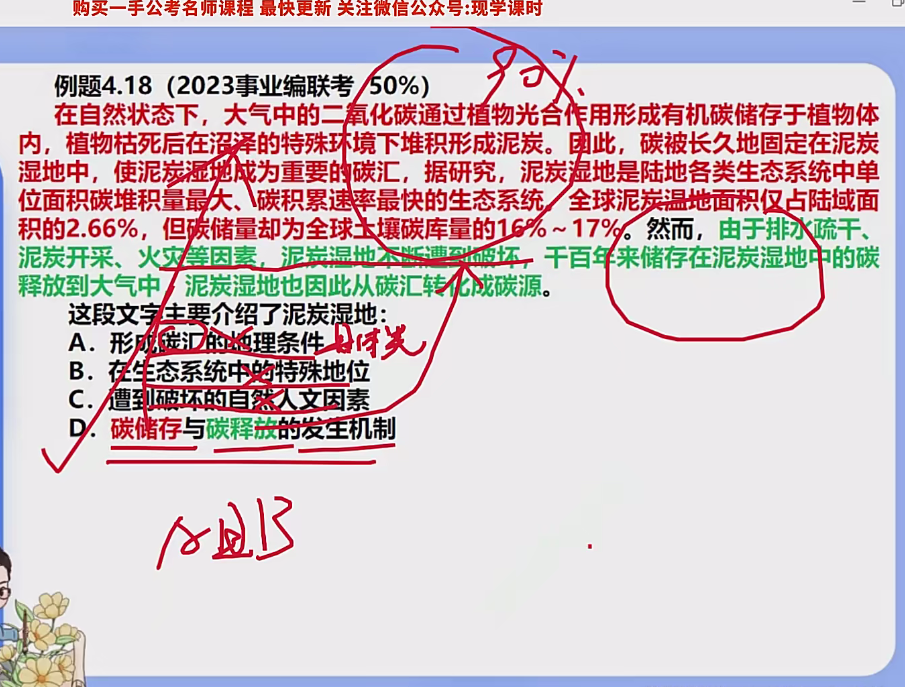 购买一手公考名师课程 最快更新 关注微信公众号:现学课时
例题4.18（2023事业编联考 50%）
在自然状态下，大气中的二氧化碳通过植物光合作用形成有机碳储存于植物体
内，植物枯死后在沼泽的特殊环境下堆积形成泥炭。因此，碳被长久地固定在泥炭
湿地中，使泥炭湿地成为重要的碳汇，据研究，泥炭湿地是陆地各类生态系统中单
位面积碳堆积量最大、碳积累速率最快的生态系统，全球泥炭温地面积仅占陆域面
积的2.66%，但碳储量却为全球土壤碳库量的16%～17%。然而，由于排水疏干、
泥炭开采、火灾等因素，泥炭湿地不断遭到破坏，千百年来储存在泥炭湿地中的碳
释放到大气中，泥炭湿地也因此从碳汇转化成碳源。
这段文字主要介绍了泥炭湿地：
A．形成碳汇的地理条件
B．在生态系统中的特殊地位
C．遭到破坏的自然人文因素
D．碳储存与碳释放的发生机制